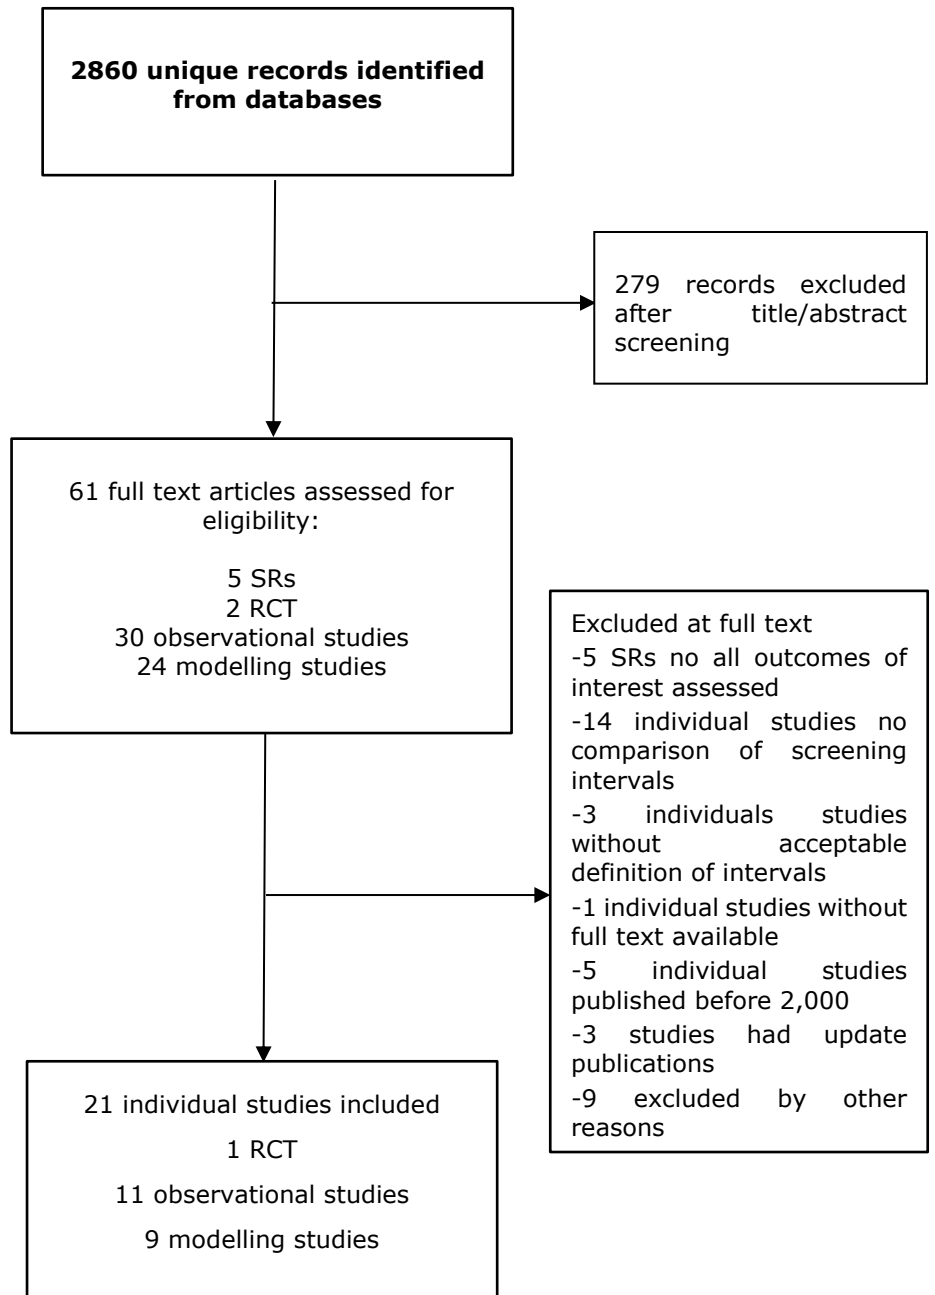 2860 unique records identified
from databases
279 records excluded
after title/abstract
screening
61 full text articles assessed for
eligibility:
5 SRs
2 RCT
30 observational studies
24 modelling studies
Excluded at full text
-5 SRs no all outcomes of
interest assessed
-14 individual studies no
comparison of screening
intervals
-3 individuals studies
without acceptable
definition of intervals
-1 individual studies without
full text available
-5 individual studies
published before 2,000
-3 studies had update
publications
-9 excluded by other
reasons
21 individual studies included
1 RCT
11 observational studies
9 modelling studies